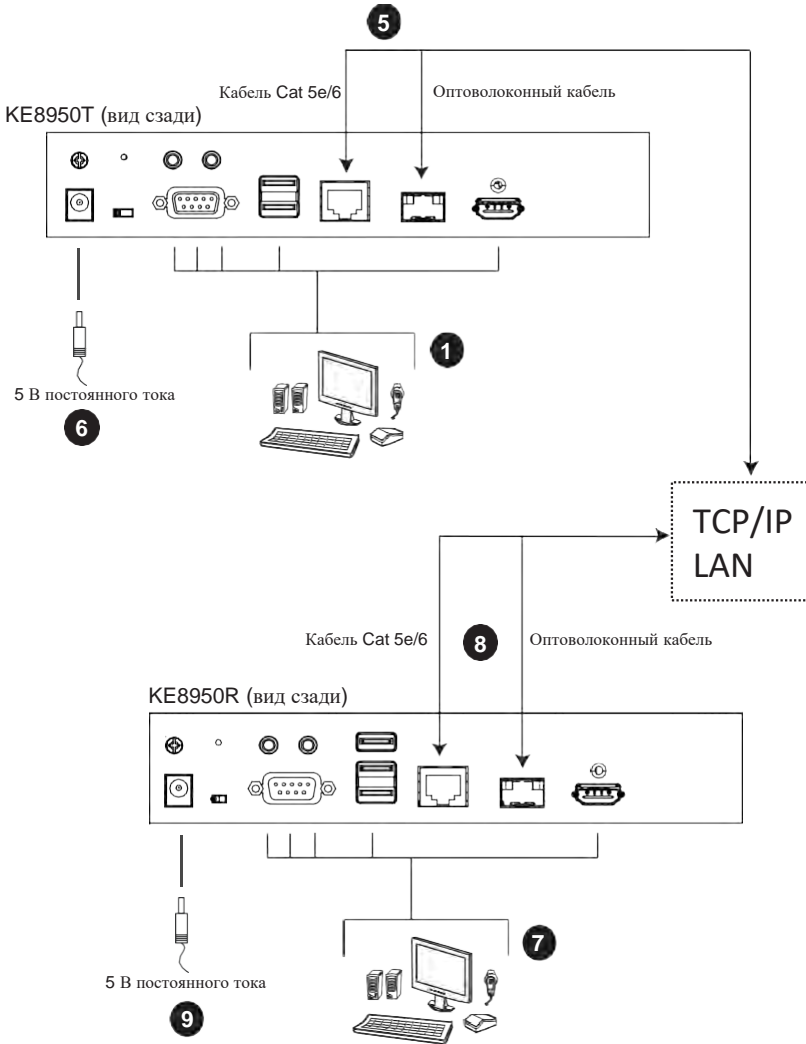 5
Кабель Cat 5e/6
Оптоволоконный кабель
KE8950T (вид сзади)
1
5 В постоянного тока
6
TCP/IP
LAN
Кабель Cat 5e/6
8
Оптоволоконный кабель
KE8950R (вид сзади)
7
5 В постоянного тока
9